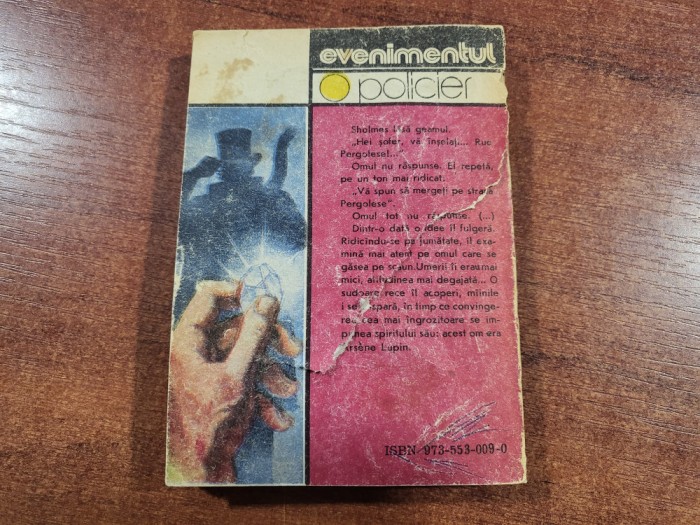 evenimentul
policier
Sholmes lăsă geamul.
„Hei șofer, vă înșelați... Rue
Pergolese!..."
Omul nu răspunse. El repetă,
pe un ton mai ridicat.
„Vă spun să mergeți pe strada
Pergolese".
Omul tot nu răspunse. (...)
Dintr-o dată o idee îl fulgeră.
Ridicîndu-se pe jumătate, îl exa-
mină mai atent pe omul care se
găsea pe scaun. Umerii îi erau mai
mici, atitudinea mai degajată... O
sudoare rece îl acoperi, mîinile
i se crispară, în timp ce convinge-
rea cea mai îngrozitoare se im-
punea spiritului său: acest om era
Arsène Lupin.
ISBN 973-553-009-0